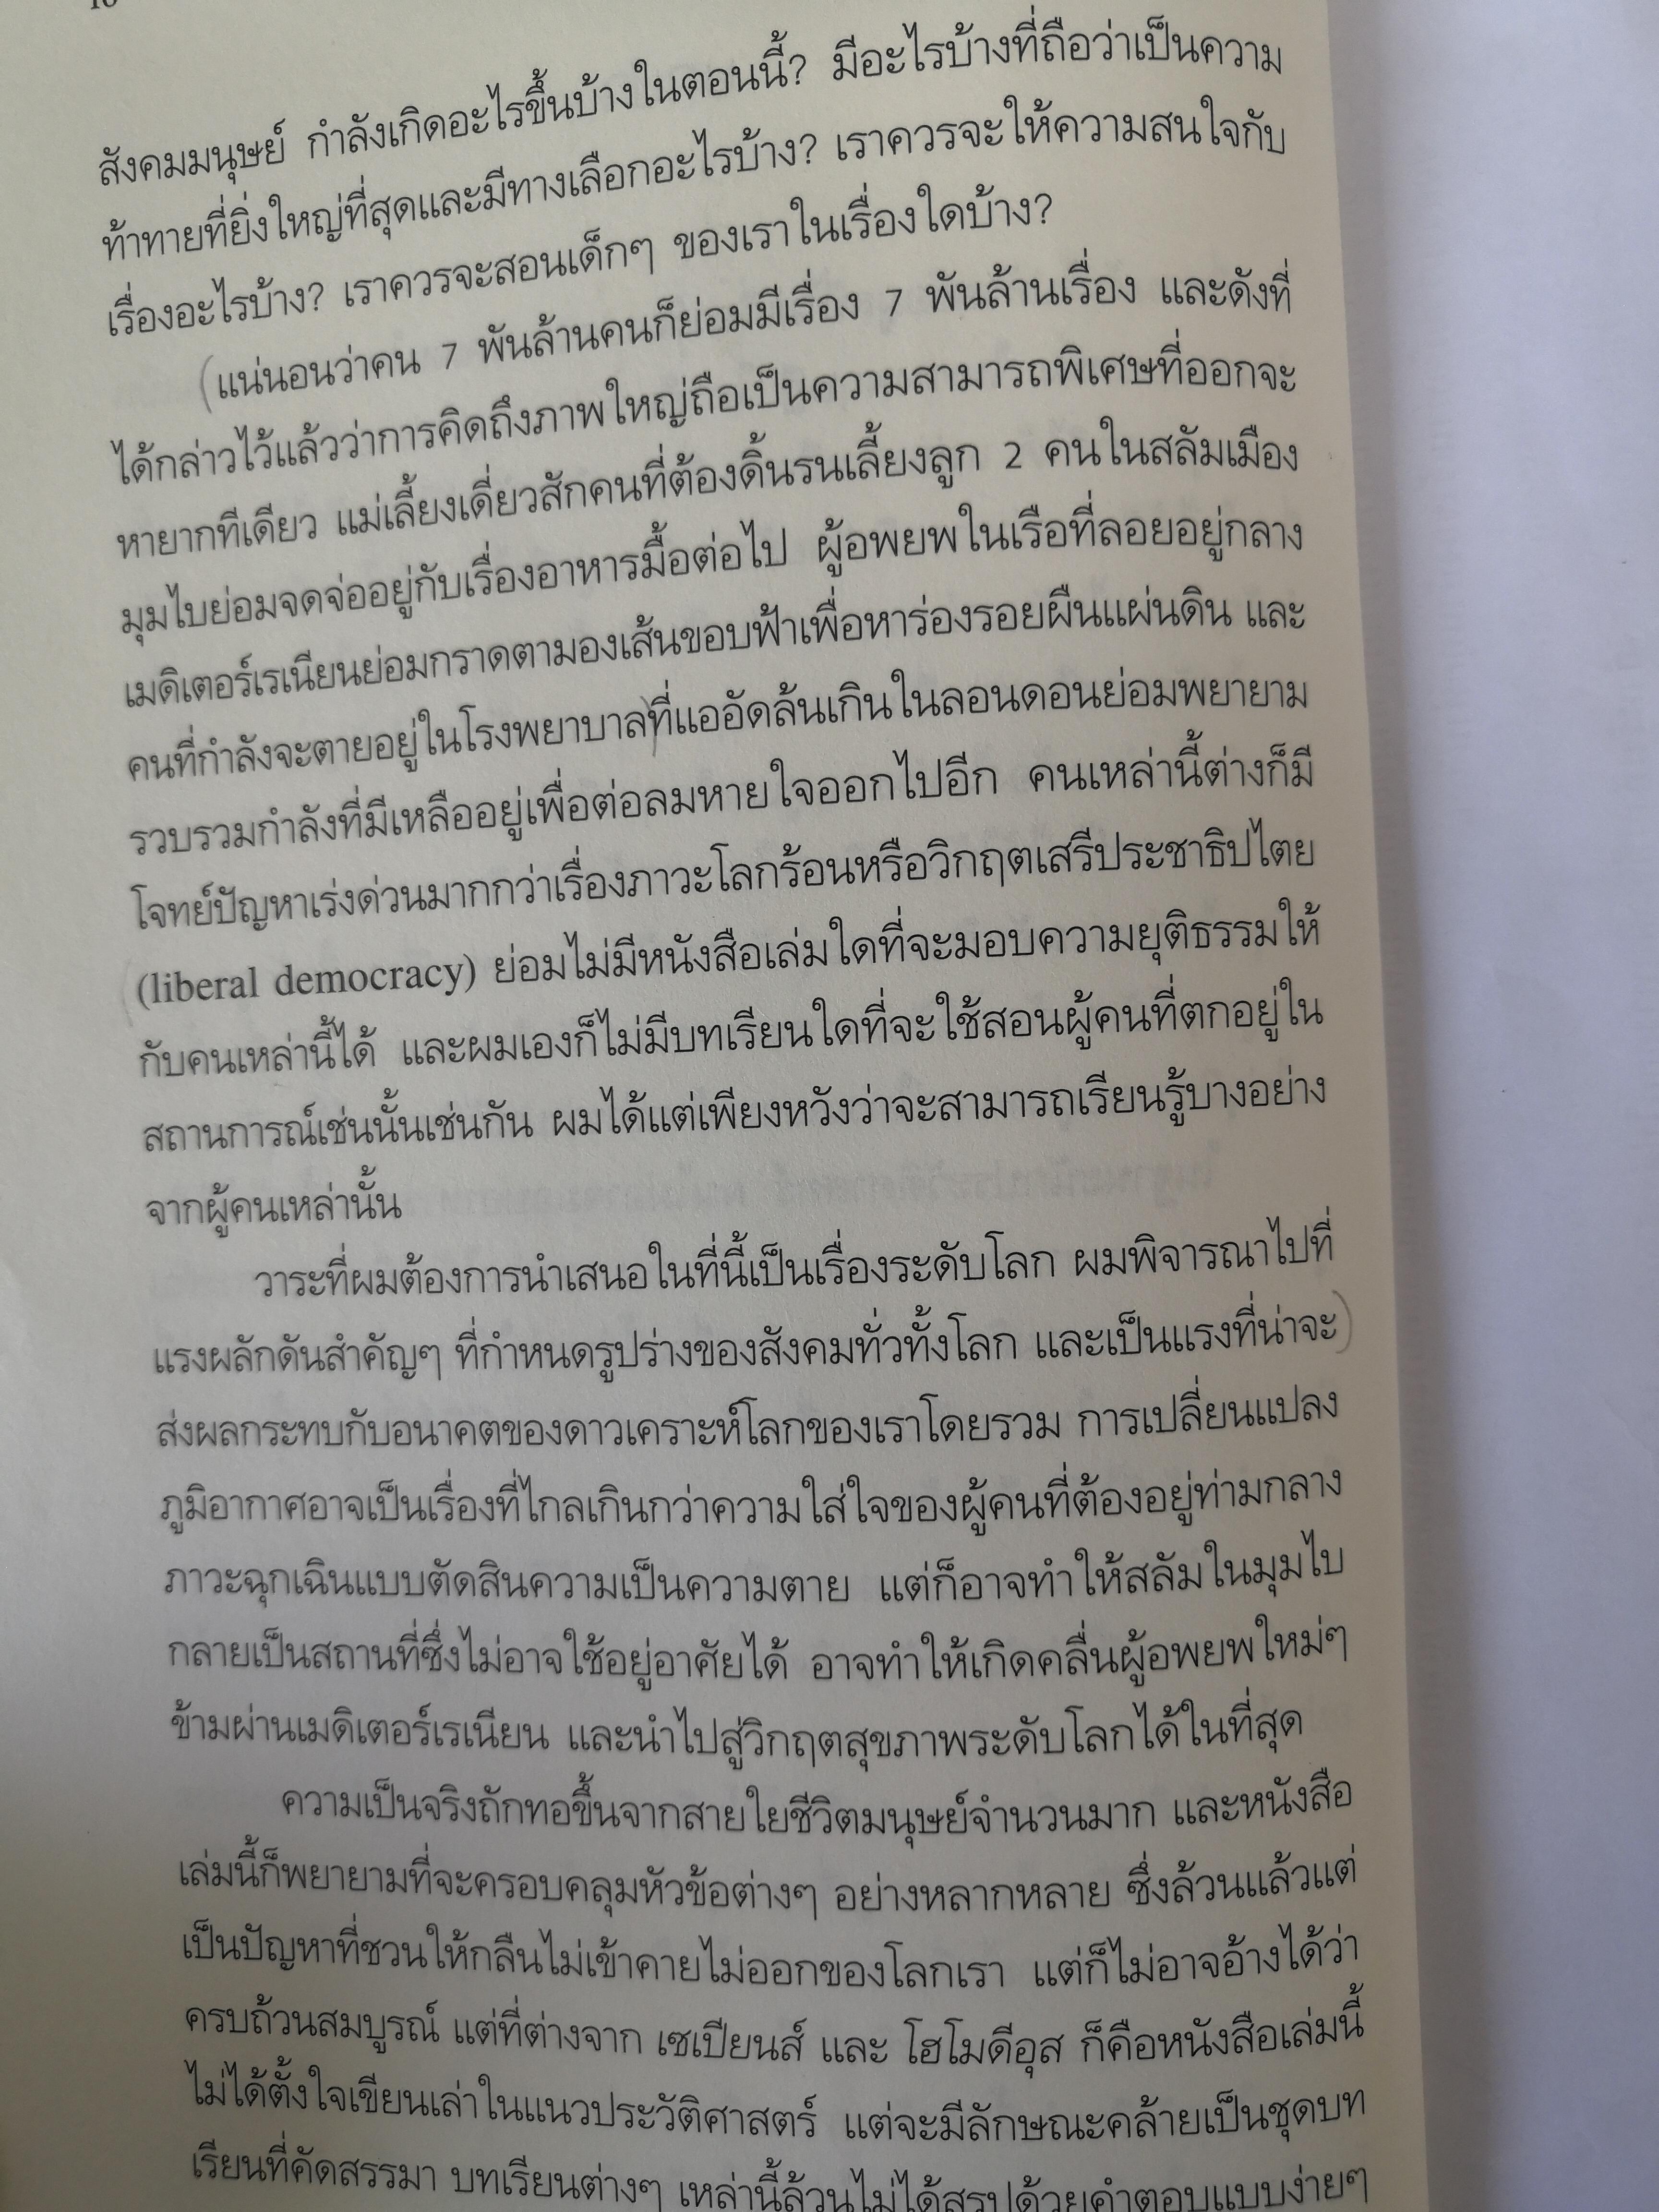 สังคมมนุษย์ กำลังเกิดอะไรขึ้นบ้างในตอนนี้? มีอะไรบ้างที่ถือว่าเป็นความ
ท้าทายที่ยิ่งใหญ่ที่สุดและมีทางเลือกอะไรบ้าง? เราควรจะให้ความสนใจกับ
เรื่องอะไรบ้าง? เราควรจะสอนเด็กๆ ของเราในเรื่องใดบ้าง?
(แน่นอนว่าคน 7 พันล้านคนก็ย่อมมีเรื่อง 7 พันล้านเรื่อง และดังที่
ได้กล่าวไว้แล้วว่าการคิดถึงภาพใหญ่ถือเป็นความสามารถพิเศษที่ออกจะ
หายากทีเดียว แม่เลี้ยงเดี่ยวสักคนที่ต้องดิ้นรนเลี้ยงลูก 2 คนในสลัมเมือง
มุมไบย่อมจดจ่ออยู่กับเรื่องอาหารมื้อต่อไป ผู้อพยพในเรือที่ลอยอยู่กลาง
เมดิเตอร์เรเนียนย่อมกราดตามองเส้นขอบฟ้าเพื่อหาร่องรอยผืนแผ่นดิน และ
คนที่กำลังจะตายอยู่ในโรงพยาบาล)ที่แออัดล้นเกินในลอนดอนย่อมพยายาม
รวบรวมกำลังที่มีเหลืออยู่เพื่อต่อลมหายใจออกไปอีก คนเหล่านี้ต่างก็มี
โจทย์ปัญหาเร่งด่วนมากกว่าเรื่องภาวะโลกร้อนหรือวิกฤตเสรีประชาธิปไตย
(liberal democracy) ย่อมไม่มีหนังสือเล่มใดที่จะมอบความยุติธรรมให้
กับคนเหล่านี้ได้ และผมเองก็ไม่มีบทเรียนใดที่จะใช้สอนผู้คนที่ตกอยู่ใน
สถานการณ์เช่นนั้นเช่นกัน ผมได้แต่เพียงหวังว่าจะสามารถเรียนรู้บางอย่าง
จากผู้คนเหล่านั้น
วาระที่ผมต้องการนำเสนอในที่นี้เป็นเรื่องระดับโลก ผมพิจารณาไปที่
แรงผลักดันสำคัญๆ ที่กำหนดรูปร่างของสังคมทั่วทั้งโลก และเป็นแรงที่น่าจะ)
ส่งผลกระทบกับอนาคตของดาวเคราะห์โลกของเราโดยรวม การเปลี่ยนแปลง
ภูมิอากาศอาจเป็นเรื่องที่ไกลเกินกว่าความใส่ใจของผู้คนที่ต้องอยู่ท่ามกลาง
ภาวะฉุกเฉินแบบตัดสินความเป็นความตาย แต่ก็อาจทำให้สลัมในมุมไบ
กลายเป็นสถานที่ซึ่งไม่อาจใช้อยู่อาศัยได้ อาจทำให้เกิดคลื่นผู้อพยพใหม่ๆ
ข้ามผ่านเมดิเตอร์เรเนียน และนำไปสู่วิกฤตสุขภาพระดับโลกได้ในที่สุด
ความเป็นจริงถักทอขึ้นจากสายใยชีวิตมนุษย์จำนวนมาก และหนังสือ
เล่มนี้ก็พยายามที่จะครอบคลุมหัวข้อต่างๆ อย่างหลากหลาย ซึ่งล้วนแล้วแต่
เป็นปัญหาที่ชวนให้กลืนไม่เข้าคายไม่ออกของโลกเรา แต่ก็ไม่อาจอ้างได้ว่า
ครบถ้วนสมบูรณ์ แต่ที่ต่างจาก เซเปียนส์ และ โฮโมดีอุส ก็คือหนังสือเล่มนี้
ไม่ได้ตั้งใจเขียนเล่าในแนวประวัติศาสตร์ แต่จะมีลักษณะคล้ายเป็นชุดบท
เรียนที่คัดสรรมา บทเรียนต่างๆ เหล่านี้ล้วนไม่ได้สรุปด้วยคำตอบแบบง่ายๆ